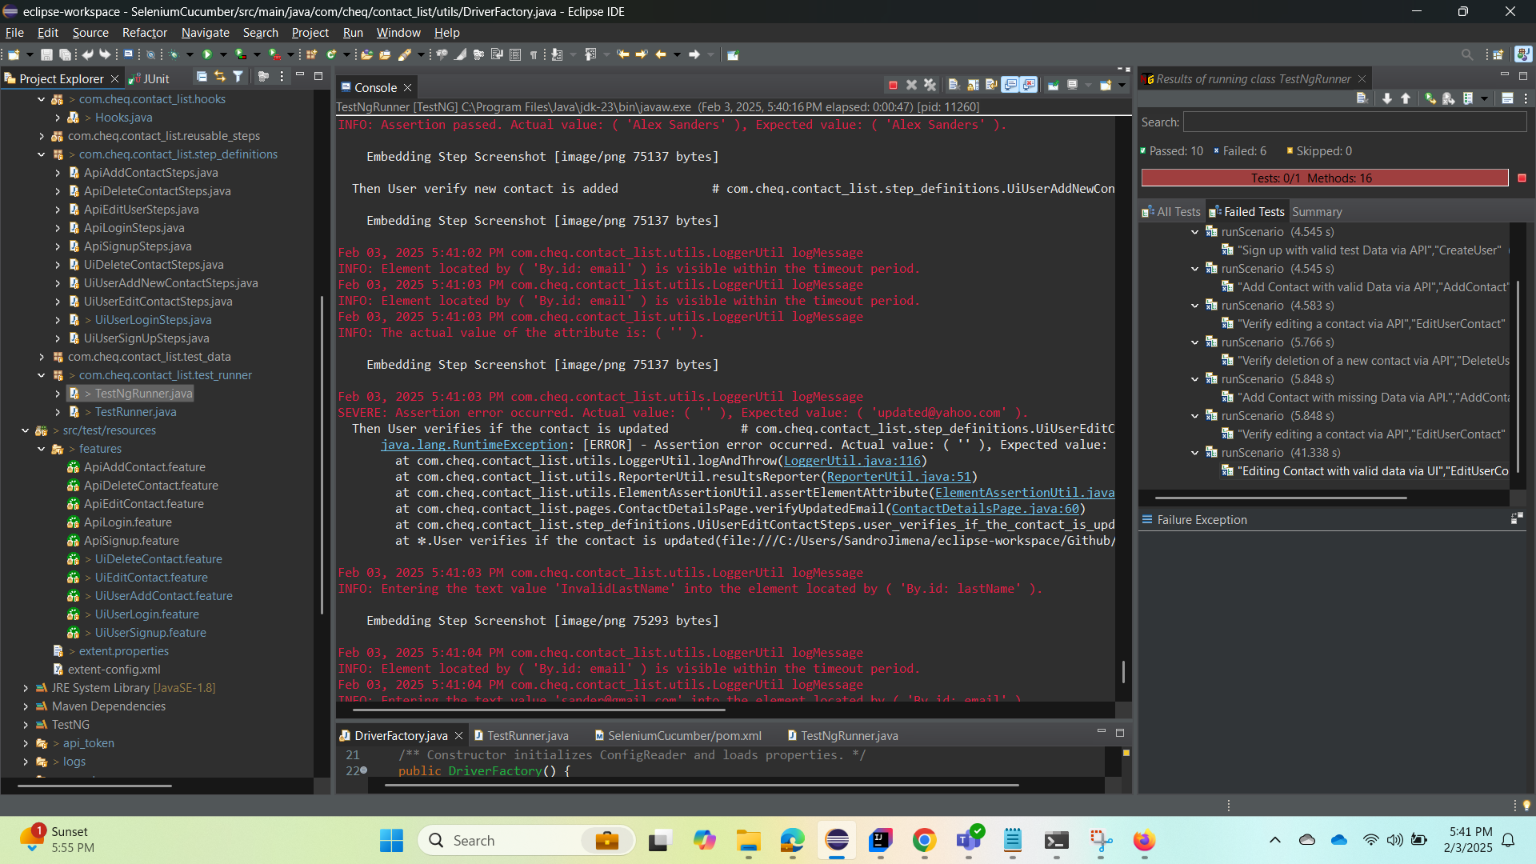 eclipse-workspace - SeleniumCucumber/src/main/java/com/cheq/contact_list/utils/DriverFactory.java - Eclipse IDE
File Edit Source Refactor Navigate Search Project Run Window Help
Project Explorer
JUnit
com.cheq.contact_list.hooks
> Hooks.java
com.cheq.contact_list.reusable_steps
> com.cheq.contact_list.step_definitions
ApiAddContactSteps.java
ApiDeleteContactSteps.java
ApiEditUserSteps.java
ApiLoginSteps.java
ApiSignupSteps.java
UiDeleteContactSteps.java
UiUserAddNewContactSteps.java
UiUserEditContactSteps.java
> UiUserLoginSteps.java
UiUserSignUpSteps.java
com.cheq.contact_list.test_data
> com.cheq.contact_list.test_runner
> TestNgRunner.java
> TestRunner.java
> src/test/resources
> features
ApiAddContact.feature
ApiDeleteContact.feature
ApiEditContact.feature
ApiLogin.feature
ApiSignup.feature
> UiDeleteContact.feature
> UiEditContact.feature
> UiUserAddContact.feature
> UiUserLogin.feature
> UiUserSignup.feature
> extent.properties
extent-config.xml
JRE System Library [JavaSE-1.8]
Maven Dependencies
TestNG
> api_token
> logs
Console
TestNgRunner [TestNG] C:\Program Files\Java\jdk-23\bin\javaw.exe (Feb 3, 2025, 5:40:16 PM elapsed: 0:00:47) [pid: 11260]
INFO: Assertion passed. Actual value: ( 'Alex Sanders' ), Expected value: ( 'Alex Sanders' ).
Embedding Step Screenshot [image/png 75137 bytes]
Then User verify new contact is added # com.cheq.contact_list.step_definitions.UiUserAddNewCon
Embedding Step Screenshot [image/png 75137 bytes]
Feb 03, 2025 5:41:02 PM com.cheq.contact_list.utils.LoggerUtil logMessage
INFO: Element located by ( 'By.id: email' ) is visible within the timeout period.
Feb 03, 2025 5:41:03 PM com.cheq.contact_list.utils.LoggerUtil logMessage
INFO: Element located by ( 'By.id: email' ) is visible within the timeout period.
Feb 03, 2025 5:41:03 PM com.cheq.contact_list.utils.LoggerUtil logMessage
INFO: The actual value of the attribute is: ( '' ).
Embedding Step Screenshot [image/png 75137 bytes]
Feb 03, 2025 5:41:03 PM com.cheq.contact_list.utils.LoggerUtil logMessage
SEVERE: Assertion error occurred. Actual value: ( '' ), Expected value: ( 'updated@yahoo.com' ).
Then User verifies if the contact is updated # com.cheq.contact_list.step_definitions.UiUserEditC
java.lang.RuntimeException: [ERROR] - Assertion error occurred. Actual value: ( '' ), Expected value:
at com.cheq.contact_list.utils.LoggerUtil.logAndThrow(LoggerUtil.java:116)
at com.cheq.contact_list.utils.ReporterUtil.resultsReporter(ReporterUtil.java:51)
at com.cheq.contact_list.utils.ElementAssertionUtil.assertElementAttribute(ElementAssertionUtil.java
at com.cheq.contact_list.pages.ContactDetailsPage.verifyUpdatedEmail(ContactDetailsPage.java:60)
at com.cheq.contact_list.step_definitions.UiUserEditContactSteps.user_verifies_if_the_contact_is_upd
at ✽.User verifies if the contact is updated(file:///C:/Users/SandroJimena/eclipse-workspace/Github/
Feb 03, 2025 5:41:03 PM com.cheq.contact_list.utils.LoggerUtil logMessage
INFO: Entering the text value 'InvalidLastName' into the element located by ( 'By.id: lastName' ).
Embedding Step Screenshot [image/png 75293 bytes]
Feb 03, 2025 5:41:04 PM com.cheq.contact_list.utils.LoggerUtil logMessage
INFO: Element located by ( 'By.id: email' ) is visible within the timeout period.
Feb 03, 2025 5:41:04 PM com.cheq.contact_list.utils.LoggerUtil logMessage
INFO: Entering the text value 'sander@gmail.com' into the element located by ( 'By.id: email' )
DriverFactory.java
TestRunner.java
SeleniumCucumber/pom.xml
TestNgRunner.java
21 /** Constructor initializes ConfigReader and loads properties. */
22 public DriverFactory() {
Results of running class TestNgRunner
Search:
Passed: 10 Failed: 6 Skipped: 0
Tests: 0/1 Methods: 16
All Tests Failed Tests Summary
runScenario (4.545 s)
"Sign up with valid test Data via API","CreateUser"
runScenario (4.545 s)
"Add Contact with valid Data via API","AddContact"
runScenario (4.583 s)
"Verify editing a contact via API","EditUserContact"
runScenario (5.766 s)
"Verify deletion of a new contact via API","DeleteUs
runScenario (5.848 s)
"Add Contact with missing Data via API.","AddConta
runScenario (5.848 s)
"Verify editing a contact via API","EditUserContact"
runScenario (41.338 s)
"Editing Contact with valid data via UI","EditUserCo
Failure Exception
1
Sunset
5:55 PM
Search
5:41 PM
2/3/2025